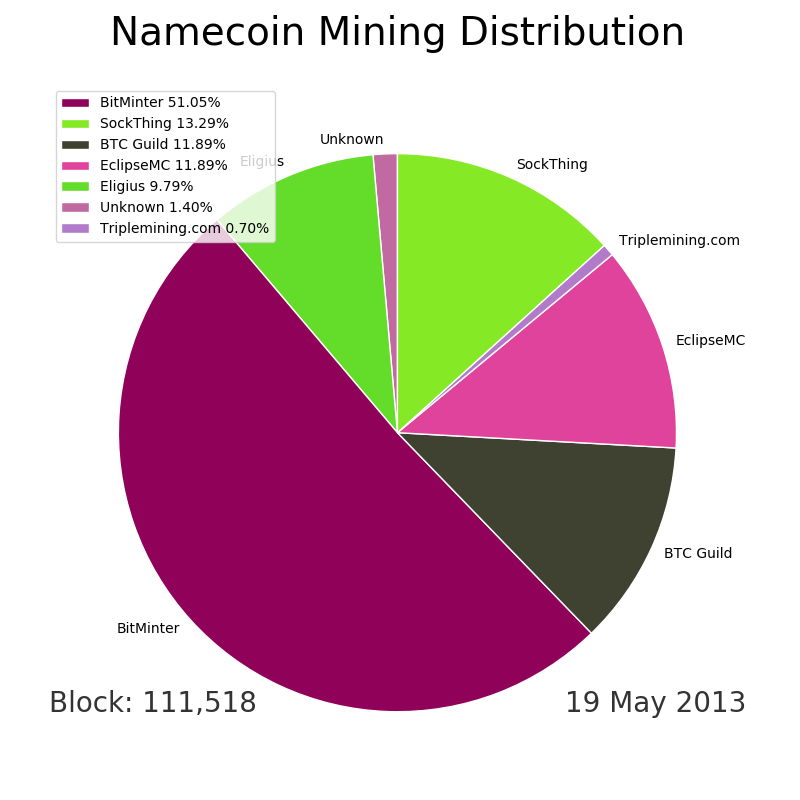 Namecoin Mining Distribution
BitMinter 51.05%
SockThing 13.29%
BTC Guild 11.89%
EclipseMC 11.89%
Eligius 9.79%
Unknown 1.40%
Triplemining.com 0.70%
Unknown
Eligius
SockThing
Triplemining.com
EclipseMC
BTC Guild
BitMinter
Block: 111,518
19 May 2013